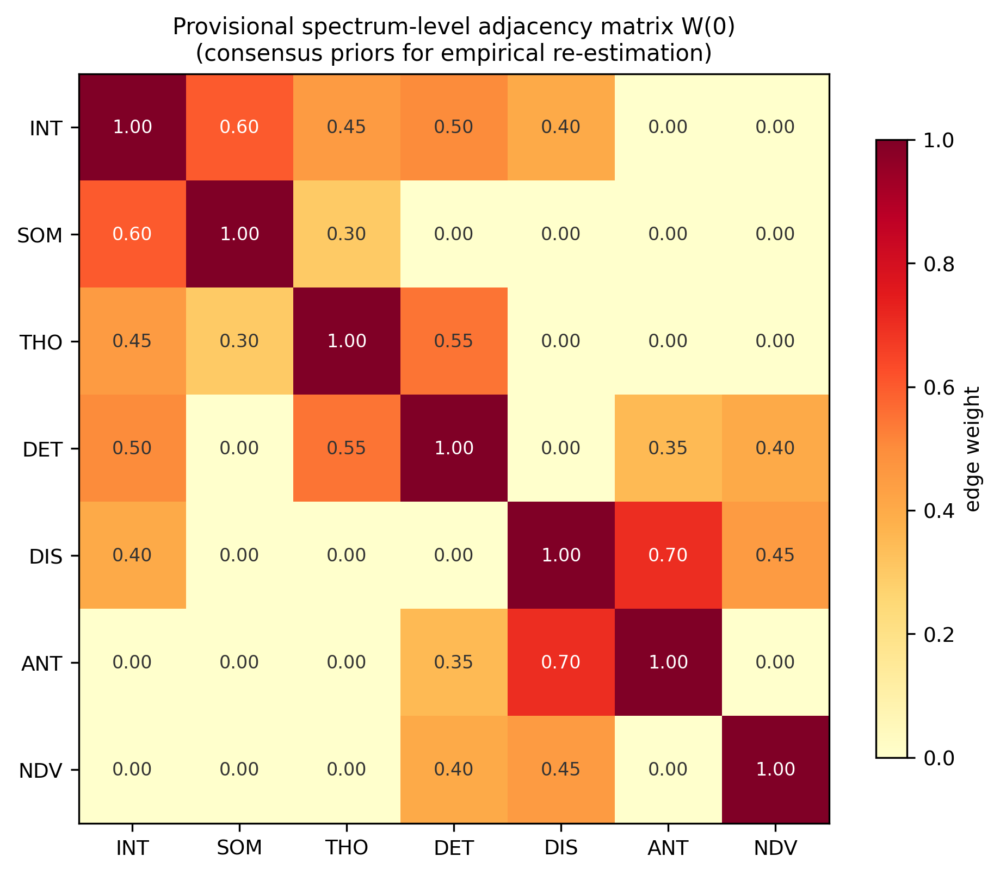 Provisional spectrum-level adjacency matrix W(0)
(consensus priors for empirical re-estimation)
INT 1.00 0.60 0.45 0.50 0.40 0.00 0.00
SOM 0.60 1.00 0.30 0.00 0.00 0.00 0.00
THO 0.45 0.30 1.00 0.55 0.00 0.00 0.00
DET 0.50 0.00 0.55 1.00 0.00 0.35 0.40
DIS 0.40 0.00 0.00 0.00 1.00 0.70 0.45
ANT 0.00 0.00 0.00 0.35 0.70 1.00 0.00
NDV 0.00 0.00 0.00 0.40 0.45 0.00 1.00
INT SOM THO DET DIS ANT NDV
1.0
0.8
0.6
0.4
0.2
0.0
edge weight